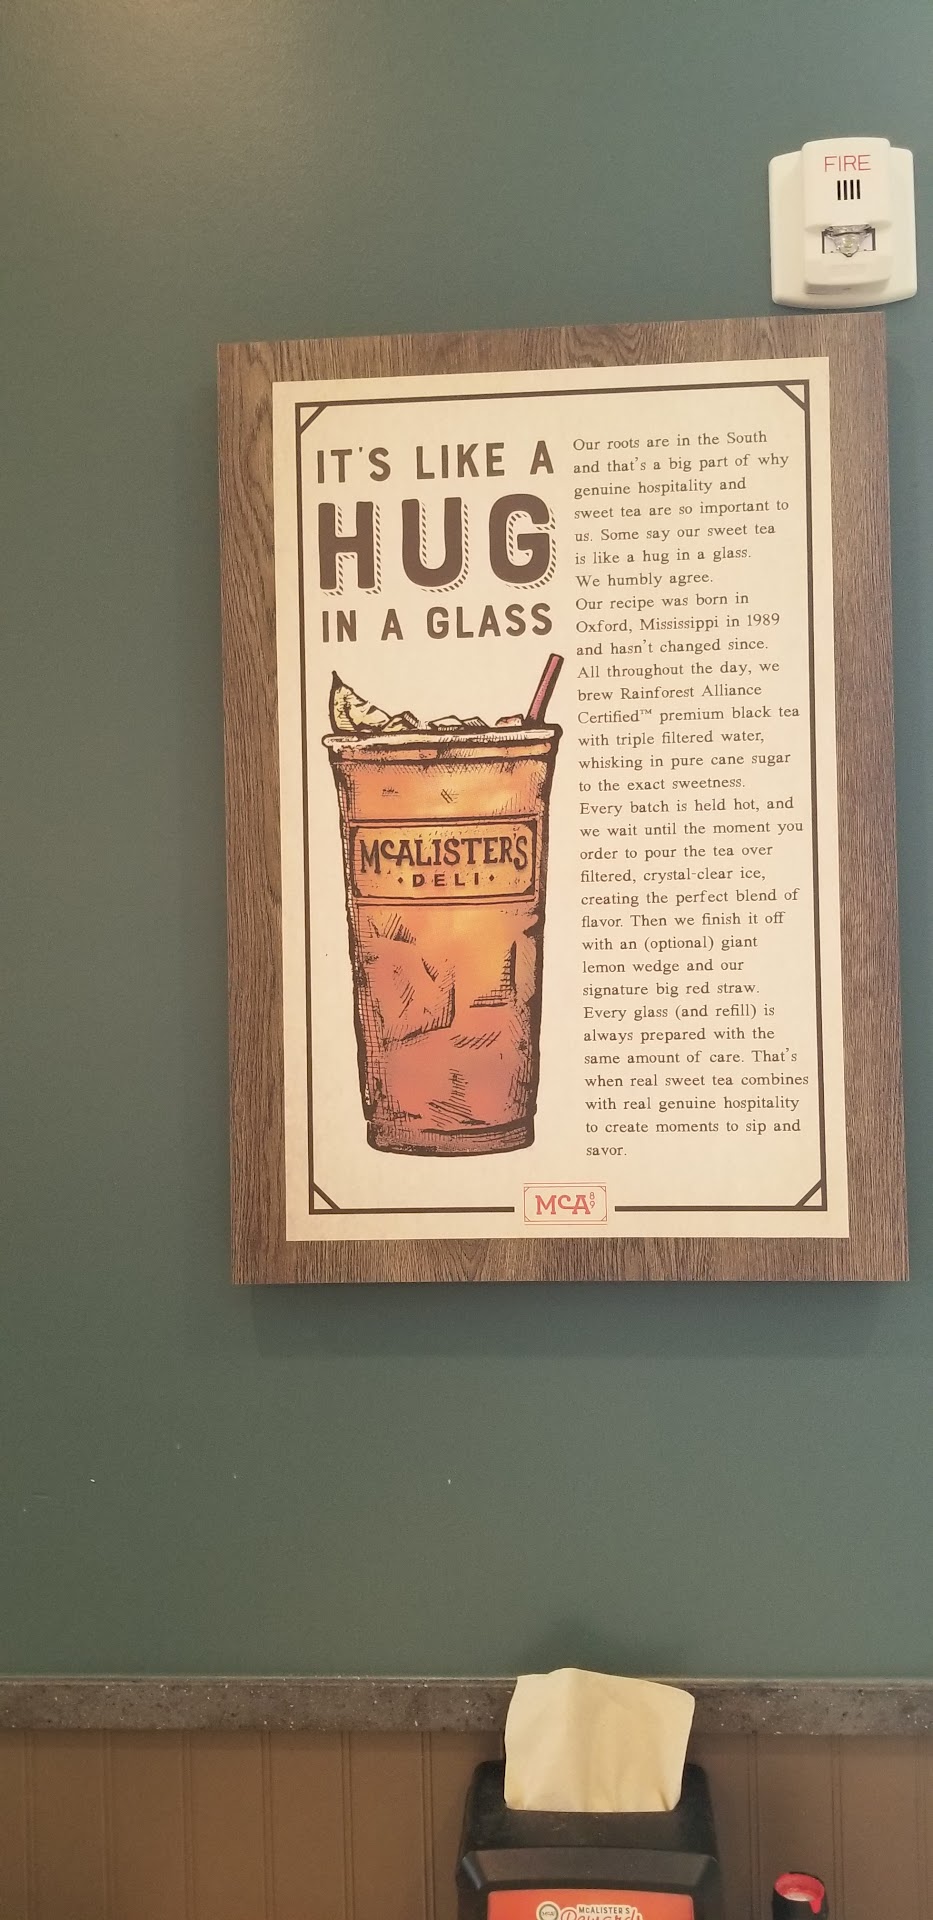 FIRE
IT'S LIKE A
HUG
IN A GLASS
McALISTER'S
DELI
Our roots are in the South
and that's a big part of why
genuine hospitality and
sweet tea are so important to
us. Some say our sweet tea
is like a hug in a glass.
We humbly agree.
Our recipe was born in
Oxford, Mississippi in 1989
and hasn't changed since.
All throughout the day, we
brew Rainforest Alliance
Certified™ premium black tea
with triple filtered water,
whisking in pure cane sugar
to the exact sweetness.
Every batch is held hot, and
we wait until the moment you
order to pour the tea over
filtered, crystal-clear ice,
creating the perfect blend of
flavor. Then we finish it off
with an (optional) giant
lemon wedge and our
signature big red straw.
Every glass (and refill) is
always prepared with the
same amount of care. That's
when real sweet tea combines
with real genuine hospitality
to create moments to sip and
savor.
McA 89
McALISTER'S